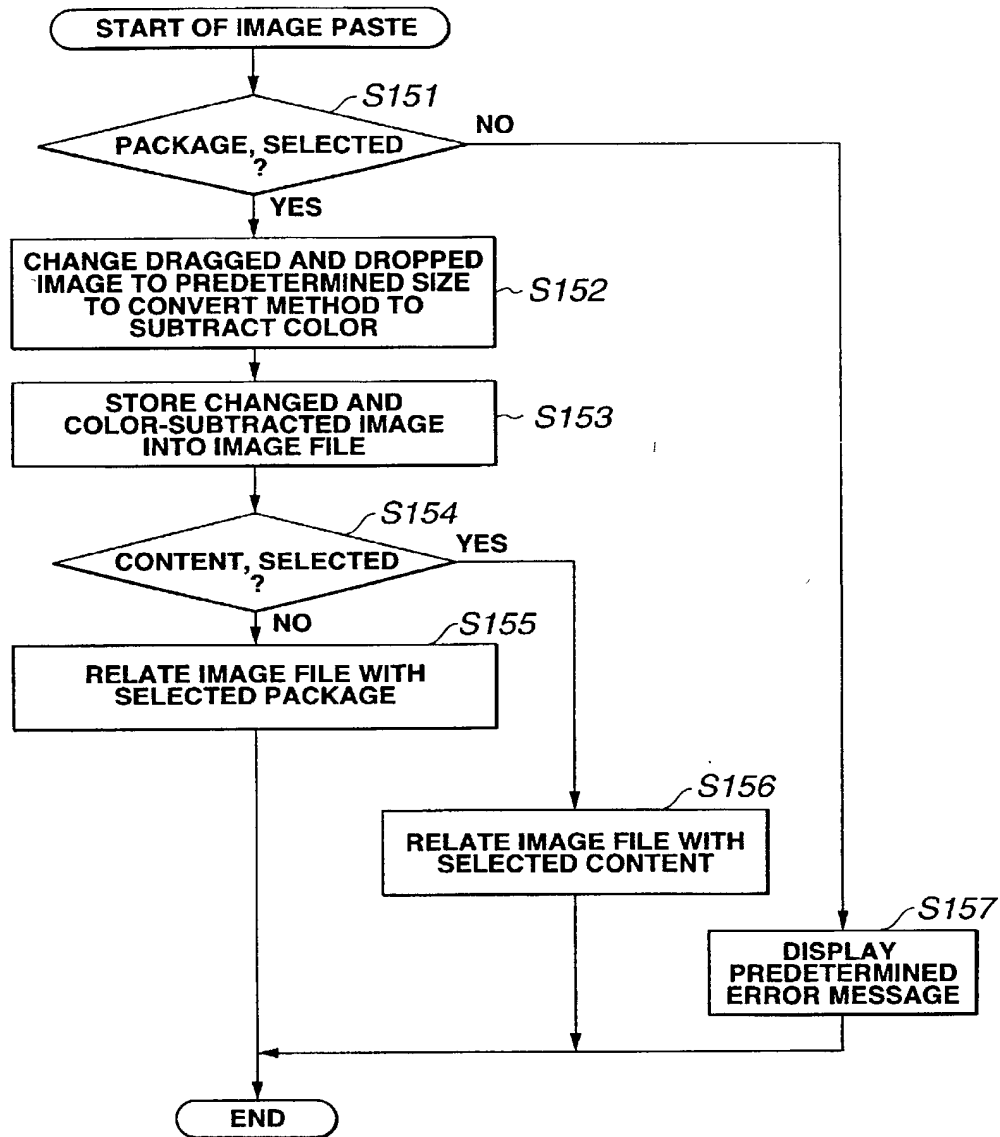 START OF IMAGE PASTE
S151
NO
PACKAGE, SELECTED
?
YES
CHANGE DRAGGED AND DROPPED
IMAGE TO PREDETERMINED SIZE
TO CONVERT METHOD TO
SUBTRACT COLOR
S152
STORE CHANGED AND
COLOR-SUBTRACTED IMAGE
INTO IMAGE FILE
S153
S154
YES
CONTENT, SELECTED
?
NO
S155
RELATE IMAGE FILE WITH
SELECTED PACKAGE
S156
RELATE IMAGE FILE WITH
SELECTED CONTENT
S157
DISPLAY
PREDETERMINED
ERROR MESSAGE
END